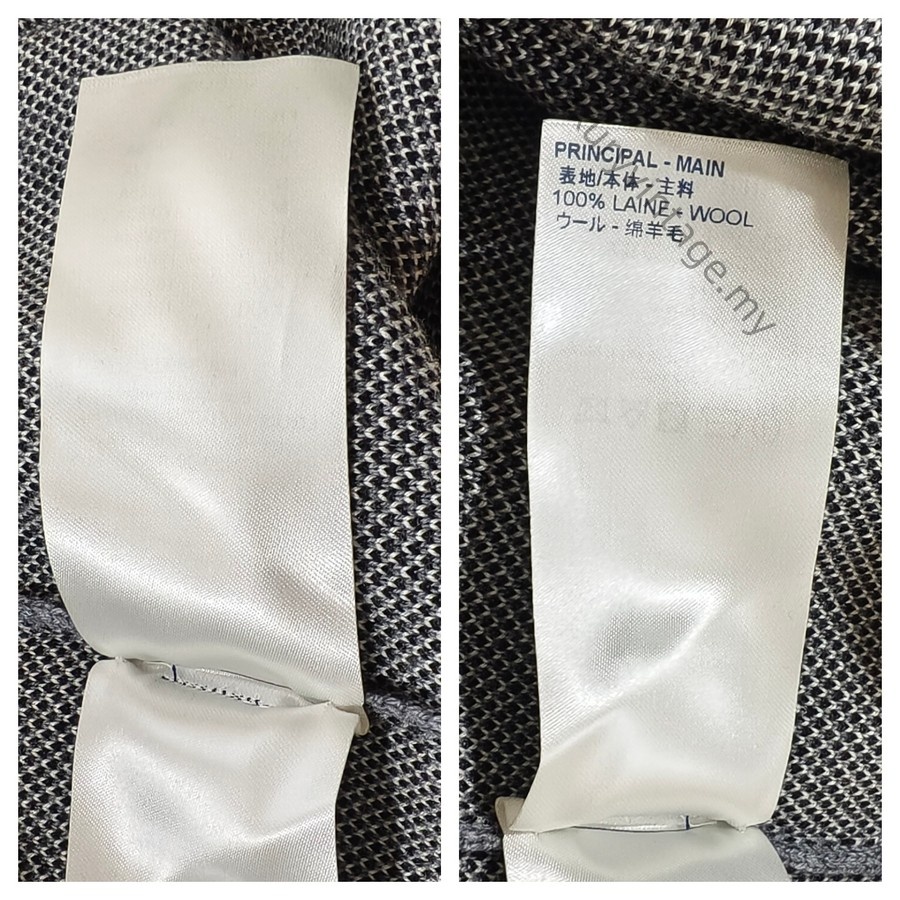 PRINCIPAL - MAIN
表地/本体 - 主料
100% LAINE - WOOL
ウール - 绵羊毛